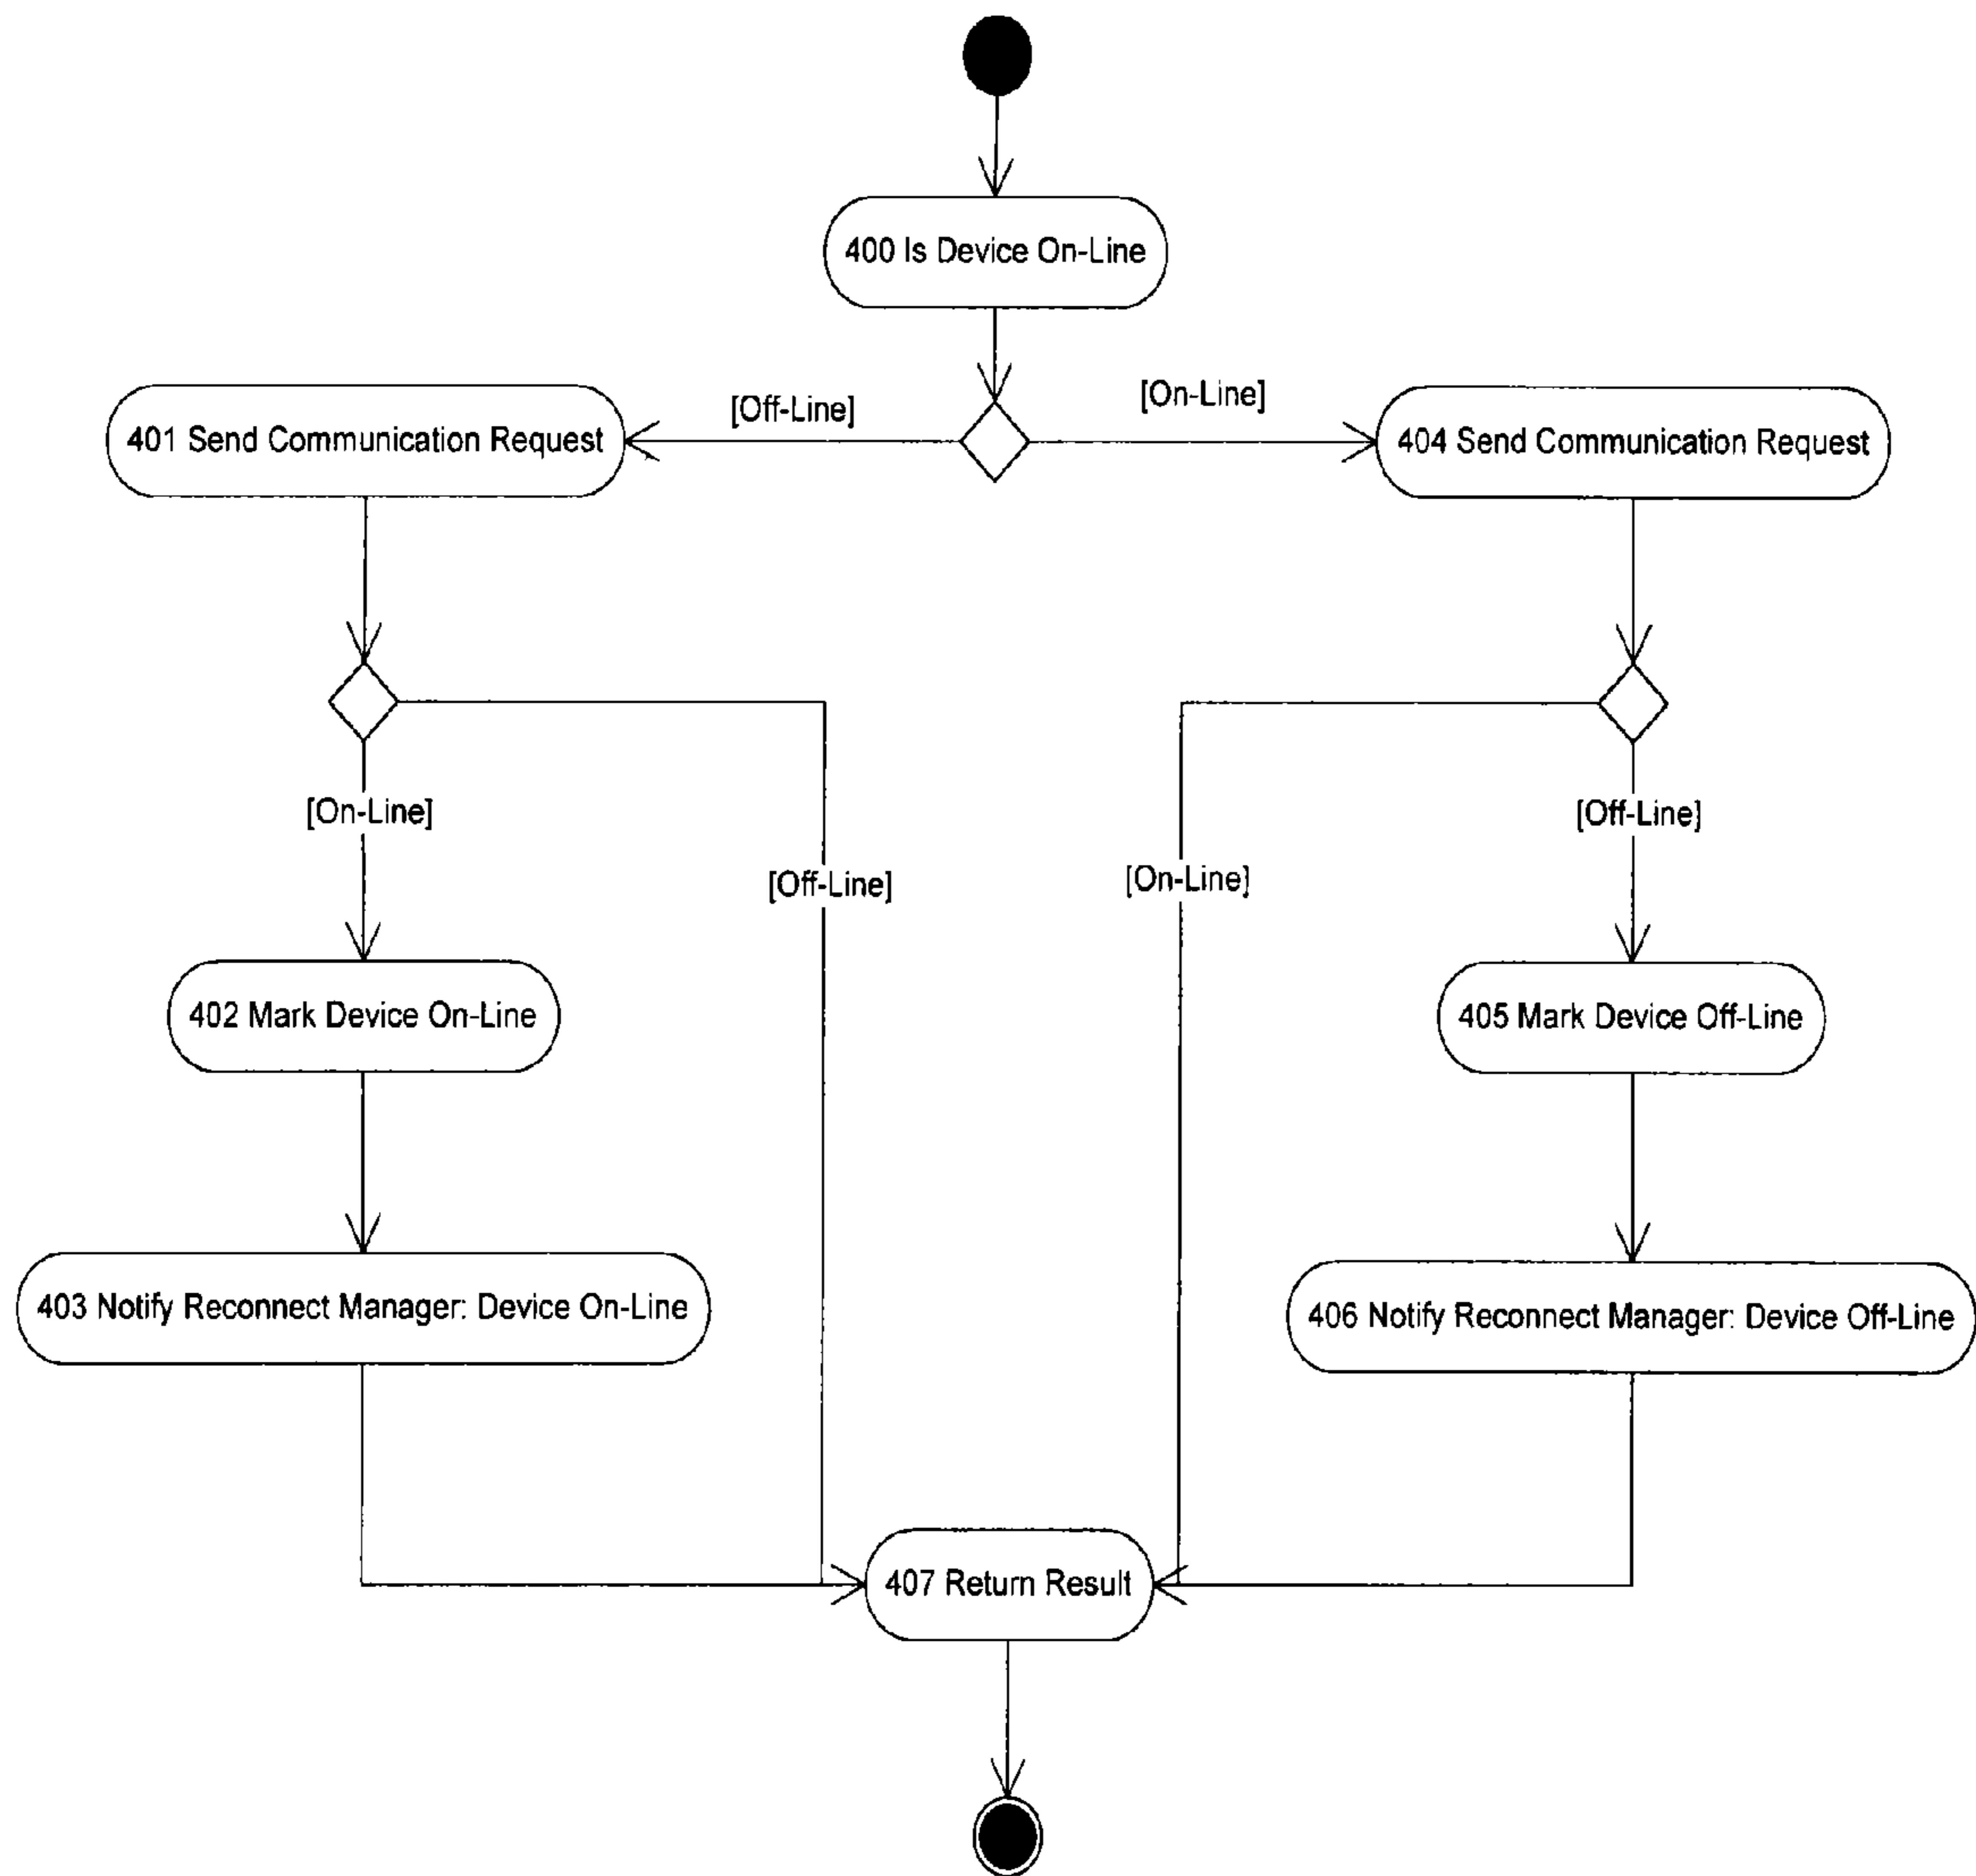 400 Is Device On-Line
[Off-Line]
[On-Line]
401 Send Communication Request
404 Send Communication Request
[On-Line]
[Off-Line]
[Off-Line]
[On-Line]
402 Mark Device On-Line
405 Mark Device Off-Line
403 Notify Reconnect Manager: Device On-Line
406 Notify Reconnect Manager: Device Off-Line
407 Return Result